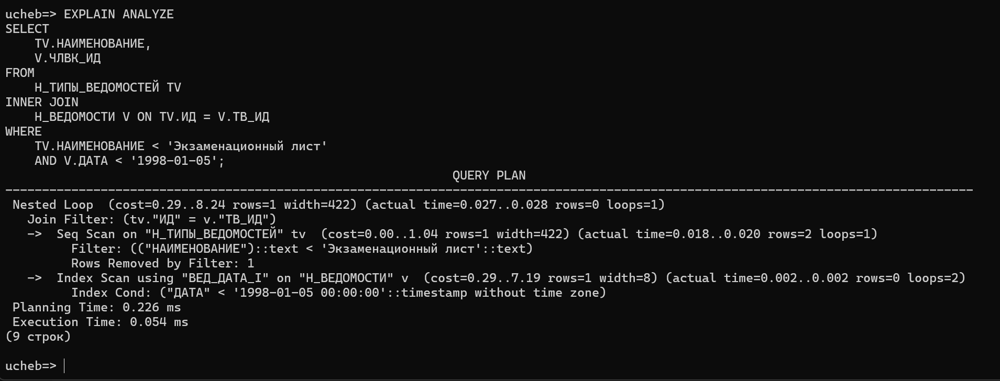 ucheb=> EXPLAIN ANALYZE
SELECT
    TV.НАИМЕНОВАНИЕ,
    V.ЧЛВК_ИД
FROM
    Н_ТИПЫ_ВЕДОМОСТЕЙ TV
INNER JOIN
    Н_ВЕДОМОСТИ V ON TV.ИД = V.ТВ_ИД
WHERE
    TV.НАИМЕНОВАНИЕ < 'Экзаменационный лист'
    AND V.ДАТА < '1998-01-05';
QUERY PLAN
------------------------------------------------------------------------------------------------------------------------------------
 Nested Loop  (cost=0.29..8.24 rows=1 width=422) (actual time=0.027..0.028 rows=0 loops=1)
   Join Filter: (tv."ИД" = v."ТВ_ИД")
   ->  Seq Scan on "Н_ТИПЫ_ВЕДОМОСТЕЙ" tv  (cost=0.00..1.04 rows=1 width=422) (actual time=0.018..0.020 rows=2 loops=1)
         Filter: (("НАИМЕНОВАНИЕ")::text < 'Экзаменационный лист'::text)
         Rows Removed by Filter: 1
   ->  Index Scan using "ВЕД_ДАТА_I" on "Н_ВЕДОМОСТИ" v  (cost=0.29..7.19 rows=1 width=8) (actual time=0.002..0.002 rows=0 loops=2)
         Index Cond: ("ДАТА" < '1998-01-05 00:00:00'::timestamp without time zone)
 Planning Time: 0.226 ms
 Execution Time: 0.054 ms
(9 строк)
ucheb=>